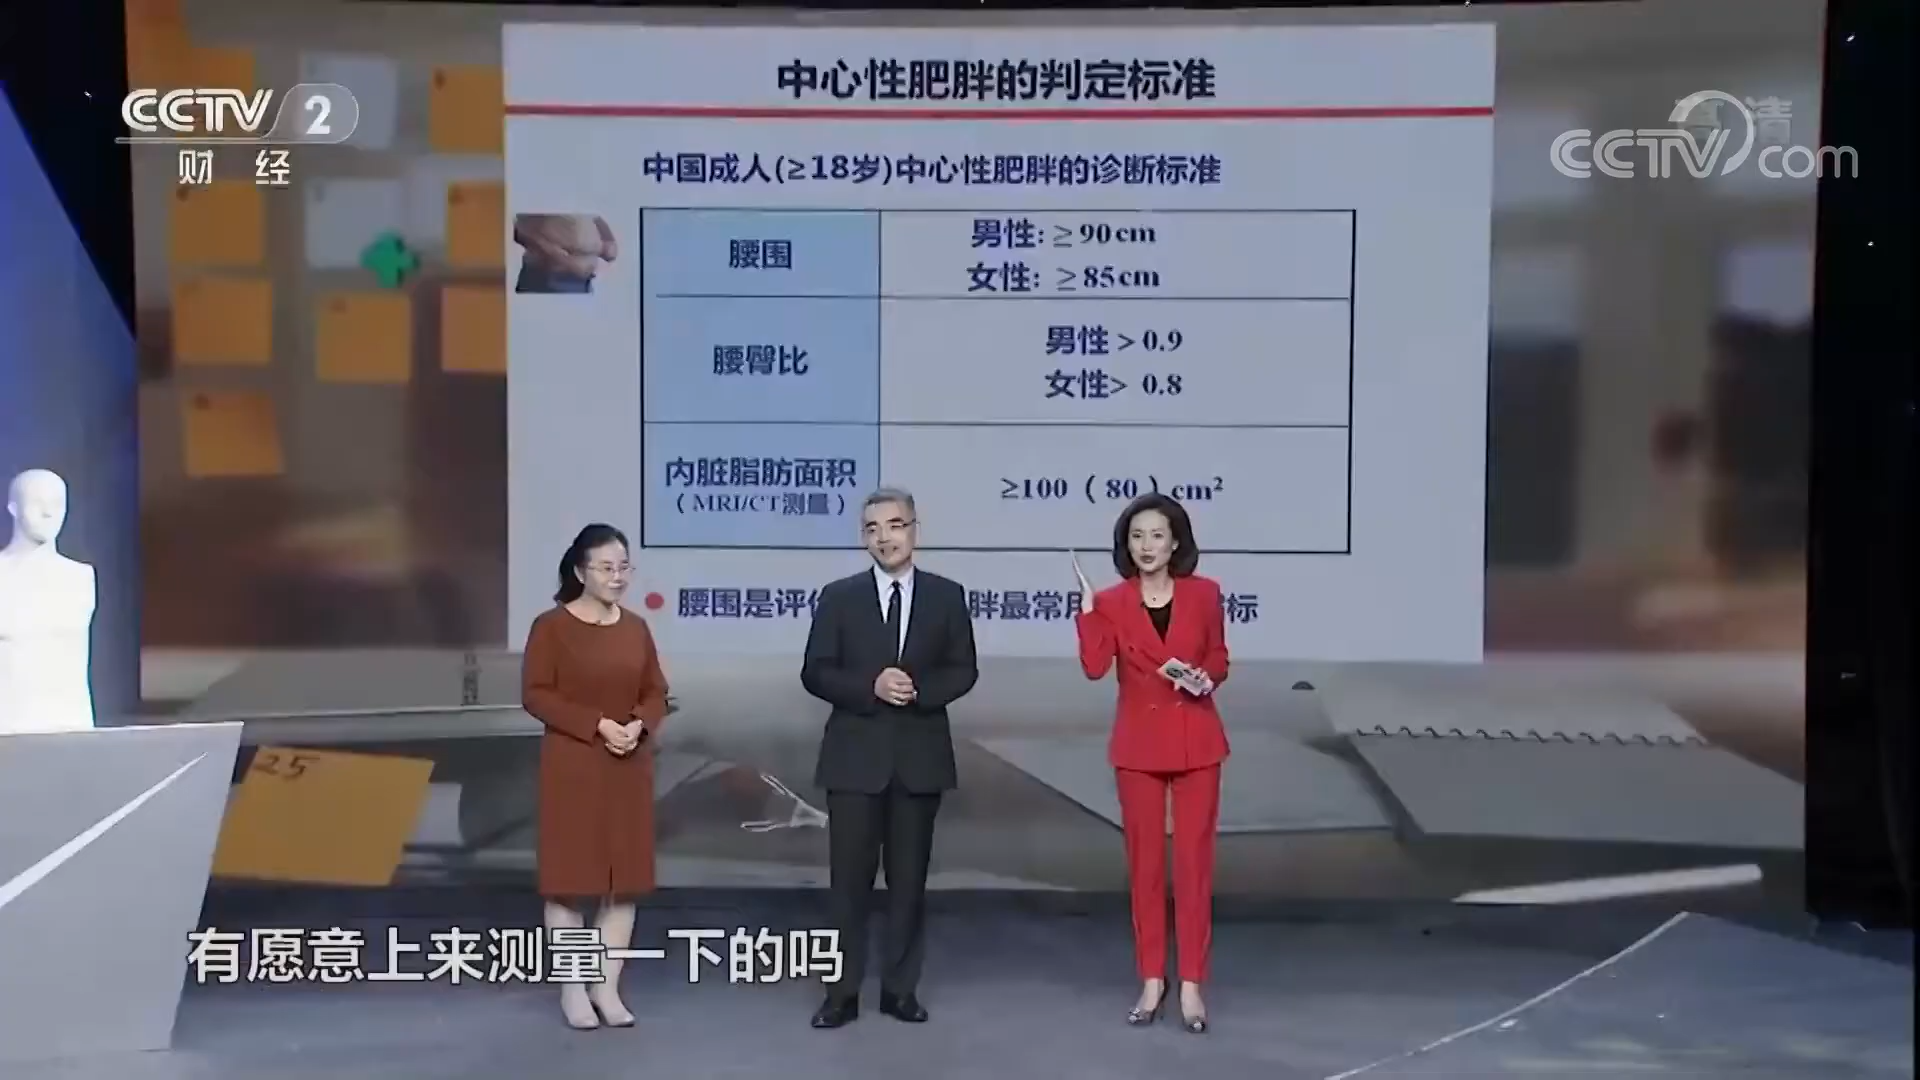 中心性肥胖的判定标准
CCTV 2
财经
高清
CCTV com
中国成人(≥18岁)中心性肥胖的诊断标准
腰围
男性: ≥90cm
女性: ≥85cm
腰臀比
男性 > 0.9
女性> 0.8
内脏脂肪面积
（MRI/CT测量）
≥100（80）cm²
腰围是评 胖最常 标
25
有愿意上来测量一下的吗